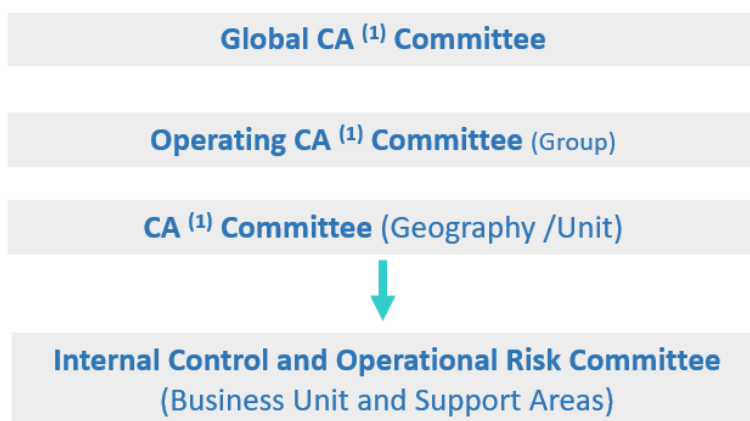 Global CA (1) Committee
Operating CA (1) Committee (Group)
CA (1) Committee (Geography /Unit)
Internal Control and Operational Risk Committee
(Business Unit and Support Areas)